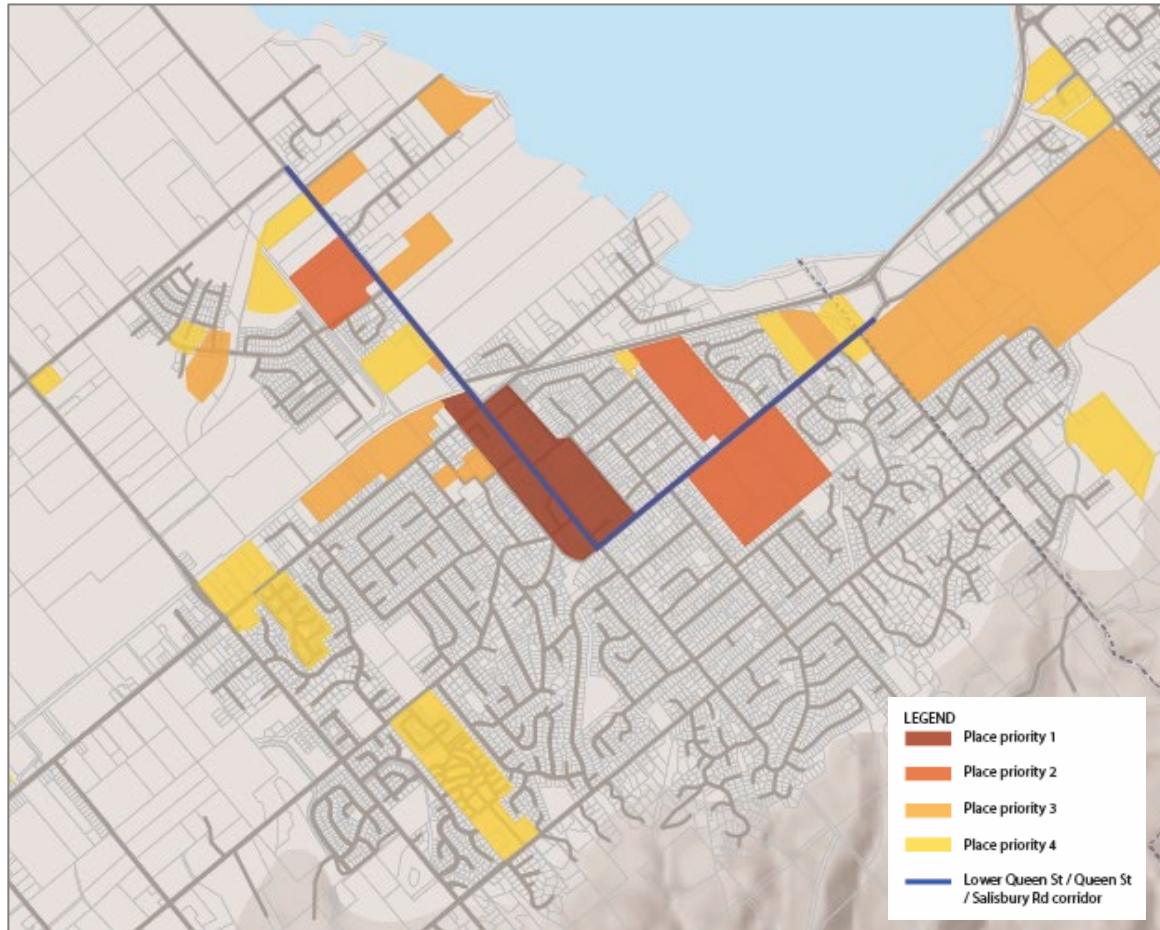 LEGEND
Place priority 1
Place priority 2
Place priority 3
Place priority 4
Lower Queen St / Queen St
/ Salisbury Rd corridor